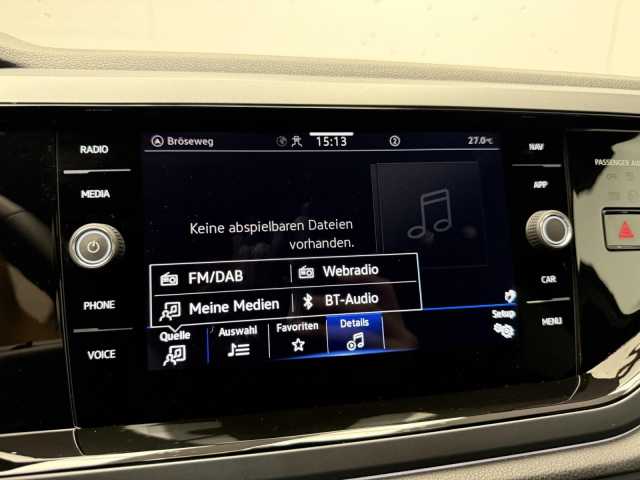 RADIO
MEDIA
PHONE
VOICE
Bröseweg
15:13
2
27.0°C
Keine abspielbaren Dateien
vorhanden.
FM/DAB
Webradio
Meine Medien
BT-Audio
Quelle
Auswahl
Favoriten
Details
Setup
NAV
APP
CAR
MENU
PASSENGER AI